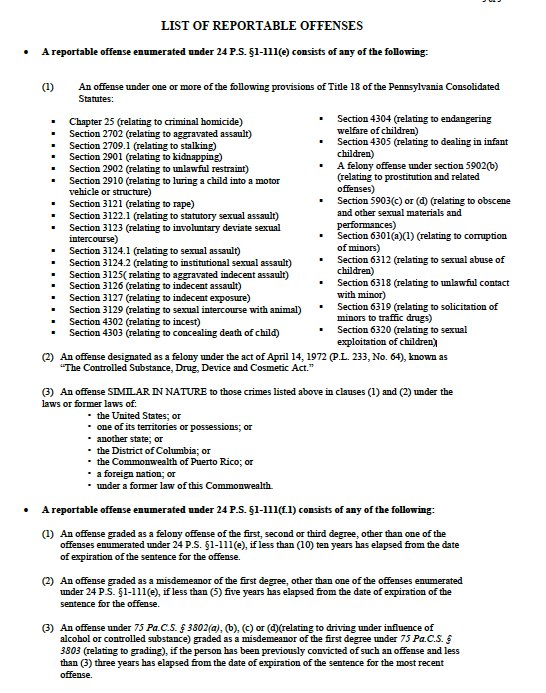 LIST OF REPORTABLE OFFENSES
• A reportable offense enumerated under 24 P.S. §1-111(e) consists of any of the following:
(1) An offense under one or more of the following provisions of Title 18 of the Pennsylvania Consolidated
Statutes:
▪ Chapter 25 (relating to criminal homicide)
▪ Section 2702 (relating to aggravated assault)
▪ Section 2709.1 (relating to stalking)
▪ Section 2901 (relating to kidnapping)
▪ Section 2902 (relating to unlawful restraint)
▪ Section 2910 (relating to luring a child into a motor
vehicle or structure)
▪ Section 3121 (relating to rape)
▪ Section 3122.1 (relating to statutory sexual assault)
▪ Section 3123 (relating to involuntary deviate sexual
intercourse)
▪ Section 3124.1 (relating to sexual assault)
▪ Section 3124.2 (relating to institutional sexual assault)
▪ Section 3125( relating to aggravated indecent assault)
▪ Section 3126 (relating to indecent assault)
▪ Section 3127 (relating to indecent exposure)
▪ Section 3129 (relating to sexual intercourse with animal)
▪ Section 4302 (relating to incest)
▪ Section 4303 (relating to concealing death of child)
▪ Section 4304 (relating to endangering
welfare of children)
▪ Section 4305 (relating to dealing in infant
children)
▪ A felony offense under section 5902(b)
(relating to prostitution and related
offenses)
▪ Section 5903(c) or (d) (relating to obscene
and other sexual materials and
performances)
▪ Section 6301(a)(1) (relating to corruption
of minors)
▪ Section 6312 (relating to sexual abuse of
children)
▪ Section 6318 (relating to unlawful contact
with minor)
▪ Section 6319 (relating to solicitation of
minors to traffic drugs)
▪ Section 6320 (relating to sexual
exploitation of children)
(2) An offense designated as a felony under the act of April 14, 1972 (P.L. 233, No. 64), known as
“The Controlled Substance, Drug, Device and Cosmetic Act.”
(3) An offense SIMILAR IN NATURE to those crimes listed above in clauses (1) and (2) under the
laws or former laws of:
• the United States; or
• one of its territories or possessions; or
• another state; or
• the District of Columbia; or
• the Commonwealth of Puerto Rico; or
• a foreign nation; or
• under a former law of this Commonwealth.
• A reportable offense enumerated under 24 P.S. §1-111(f.1) consists of any of the following:
(1) An offense graded as a felony offense of the first, second or third degree, other than one of the
offenses enumerated under 24 P.S. §1-111(e), if less than (10) ten years has elapsed from the date
of expiration of the sentence for the offense.
(2) An offense graded as a misdemeanor of the first degree, other than one of the offenses enumerated
under 24 P.S. §1-111(e), if less than (5) five years has elapsed from the date of expiration of the
sentence for the offense.
(3) An offense under 75 Pa.C.S. § 3802(a), (b), (c) or (d)(relating to driving under influence of
alcohol or controlled substance) graded as a misdemeanor of the first degree under 75 Pa.C.S. §
3803 (relating to grading), if the person has been previously convicted of such an offense and less
than (3) three years has elapsed from the date of expiration of the sentence for the most recent
offense.